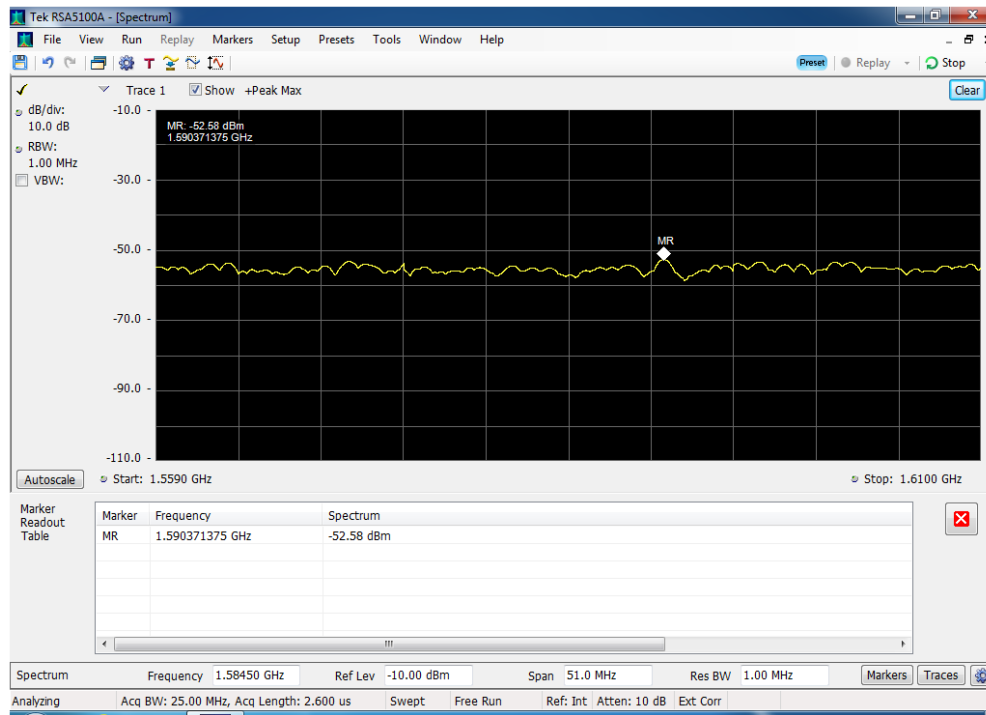 Tek RSA5100A - [Spectrum]
File View Run Replay Markers Setup Presets Tools Window Help
T Preset Replay Stop
Trace 1 Show +Peak Max Clear
dB/div:
10.0 dB
RBW:
1.00 MHz
VBW:
-10.0
-30.0
-50.0
-70.0
-90.0
-110.0
MR: -52.58 dBm
1.590371375 GHz
MR
Autoscale Start: 1.5590 GHz Stop: 1.6100 GHz
Marker
Readout
Table
Marker Frequency Spectrum
MR 1.590371375 GHz -52.58 dBm
Spectrum Frequency 1.58450 GHz Ref Lev -10.00 dBm Span 51.0 MHz Res BW 1.00 MHz Markers Traces
Analyzing Acq BW: 25.00 MHz, Acq Length: 2.600 us Swept Free Run Ref: Int Atten: 10 dB Ext Corr